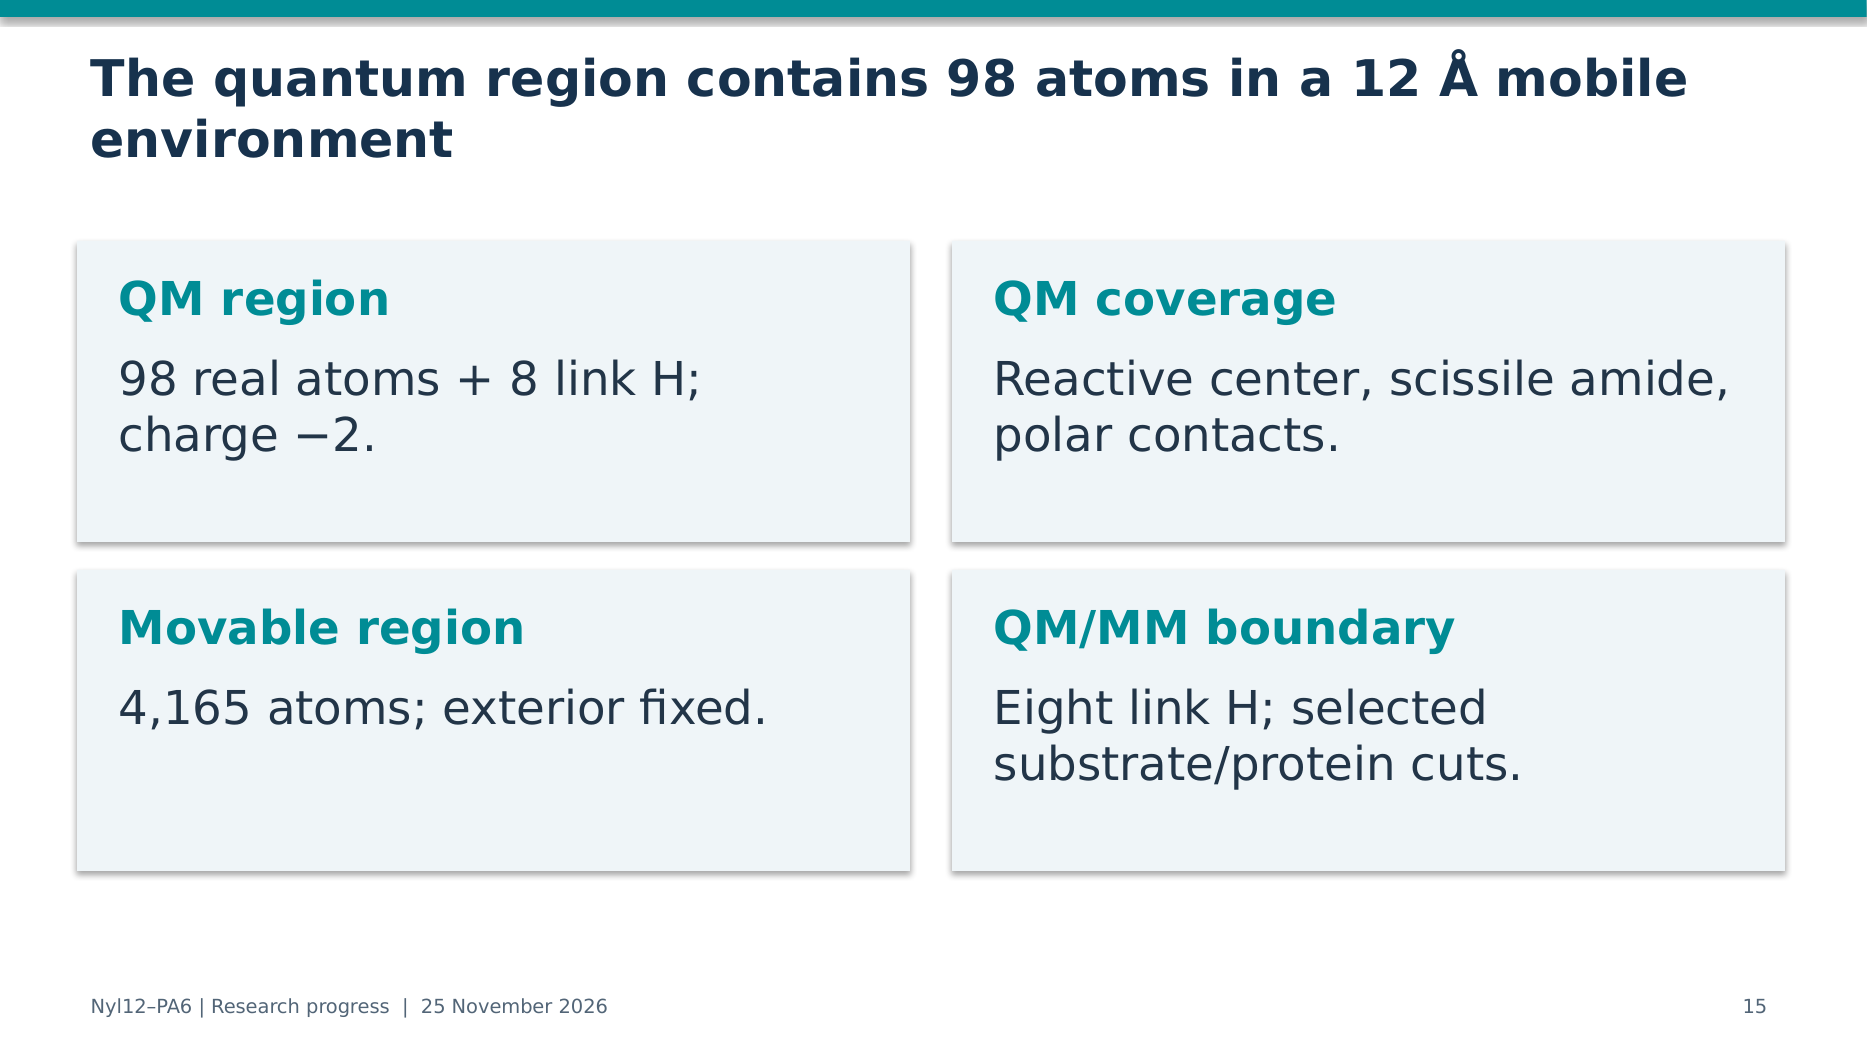 The quantum region contains 98 atoms in a 12 Å mobile
environment
QM region
98 real atoms + 8 link H;
charge −2.
QM coverage
Reactive center, scissile amide,
polar contacts.
Movable region
4,165 atoms; exterior fixed.
QM/MM boundary
Eight link H; selected
substrate/protein cuts.
Nyl12–PA6 | Research progress | 25 November 2026
15